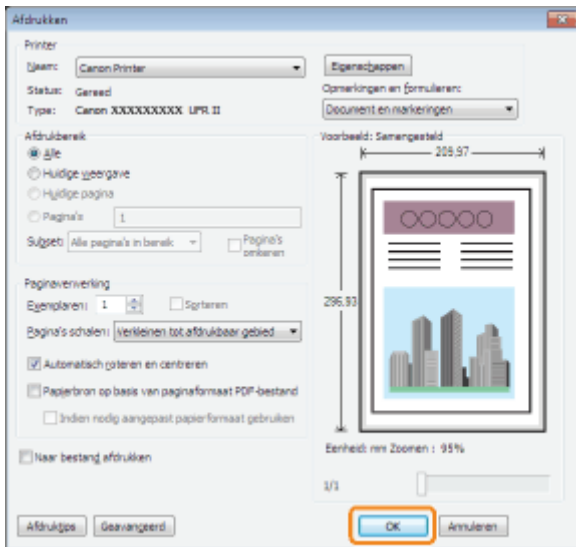 Afdrukken
Printer
Naam: Canon Printer
Eigenschappen
Status: Gereed
Opmerkingen en formulieren:
Type: Canon XXXXXXXXX UFR II
Document en markeringen
Afdrukbereik
Voorbeeld: Samengesteld
Alle
209,97
Huidige weergave
Huidige pagina
Pagina's 1
Subset: Alle pagina's in bereik
Pagina's omkeren
296,93
Paginaverwerking
Exemplaren: 1
Sorteren
Pagina's schalen: Verkleinen tot afdrukbaar gebied
Automatisch roteren en centreren
Papierbron op basis van paginaformaat PDF-bestand
Indien nodig aangepast papierformaat gebruiken
Eenheid: mm Zoomen : 95%
Naar bestand afdrukken
1/1
Afdruktips
Geavanceerd
OK
Annuleren